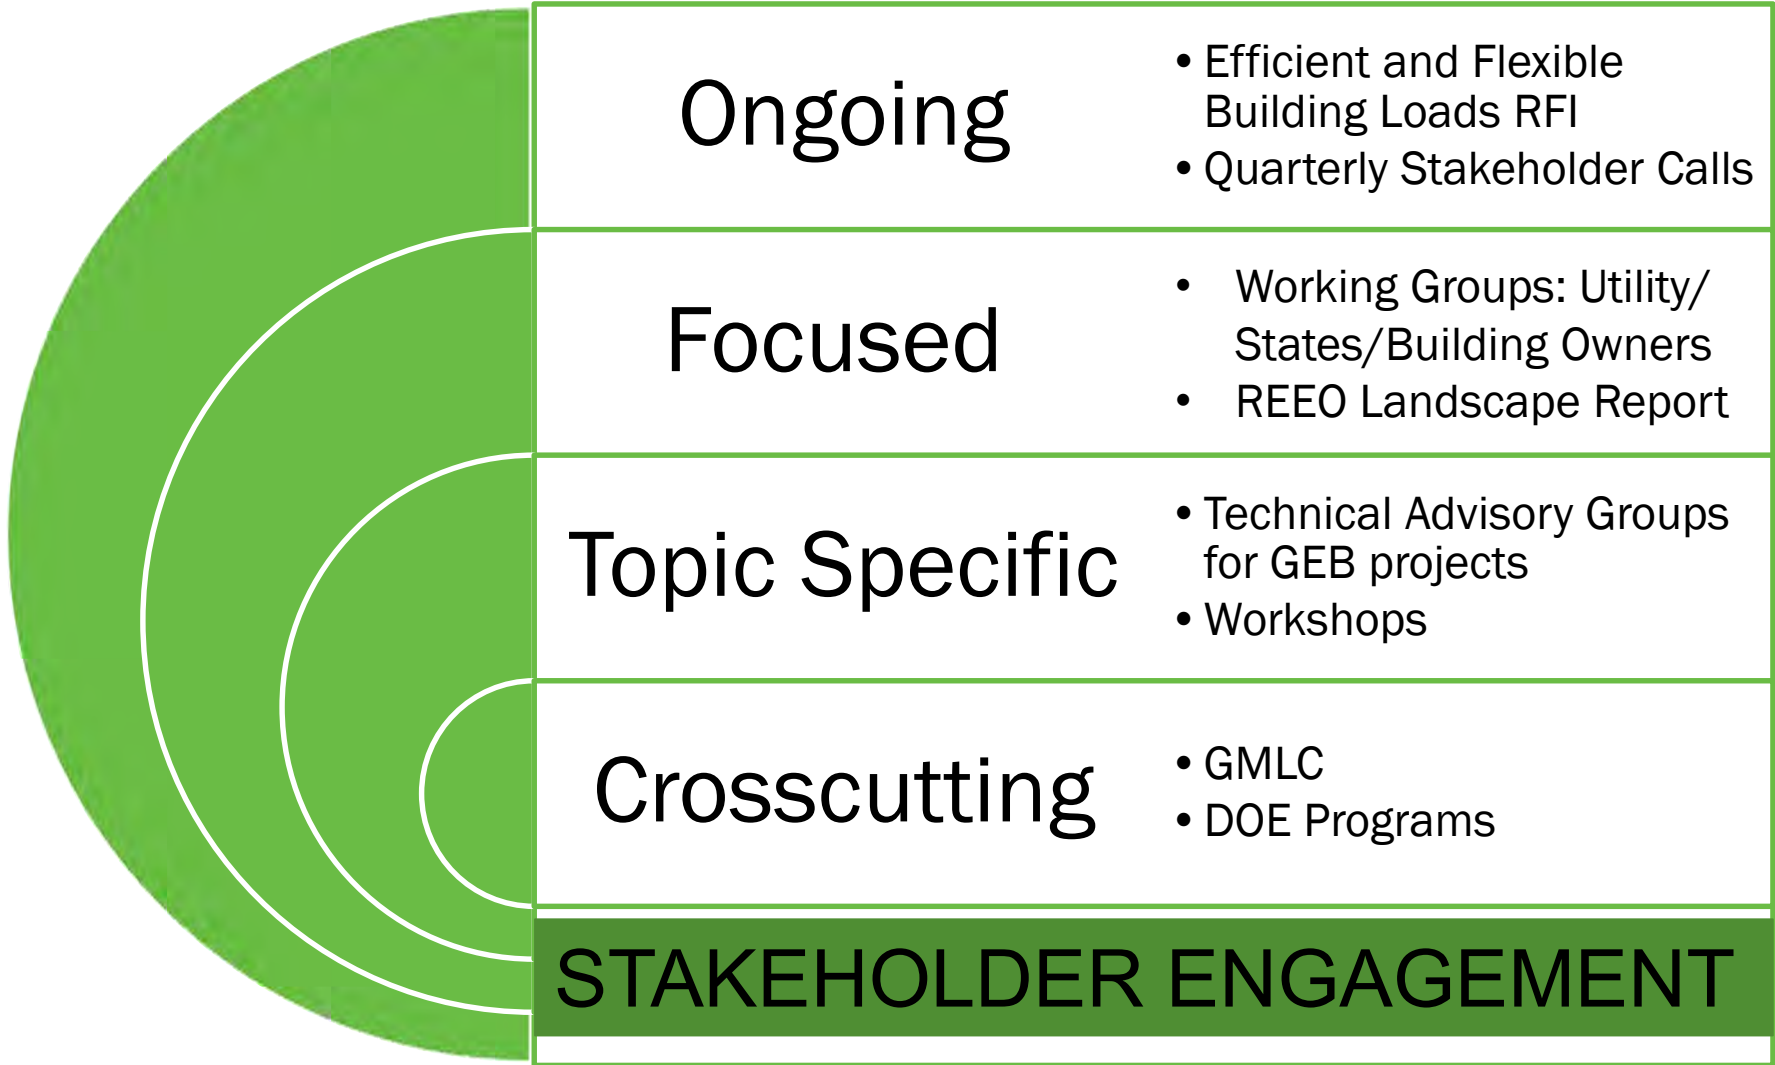 Ongoing
• Efficient and Flexible
Building Loads RFI
• Quarterly Stakeholder Calls
Focused
• Working Groups: Utility/
States/Building Owners
• REEO Landscape Report
Topic Specific
• Technical Advisory Groups
for GEB projects
• Workshops
Crosscutting
• GMLC
• DOE Programs
STAKEHOLDER ENGAGEMENT